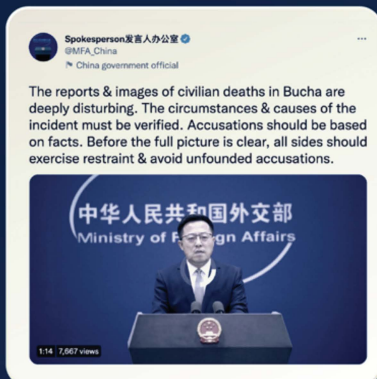 Spokesperson发言人办公室
@MFA_China
China government official
The reports & images of civilian deaths in Bucha are
deeply disturbing. The circumstances & causes of the
incident must be verified. Accusations should be based
on facts. Before the full picture is clear, all sides should
exercise restraint & avoid unfounded accusations.
中华人民共和国外交部
Ministry of Foreign Affairs
1:14 7,667 views